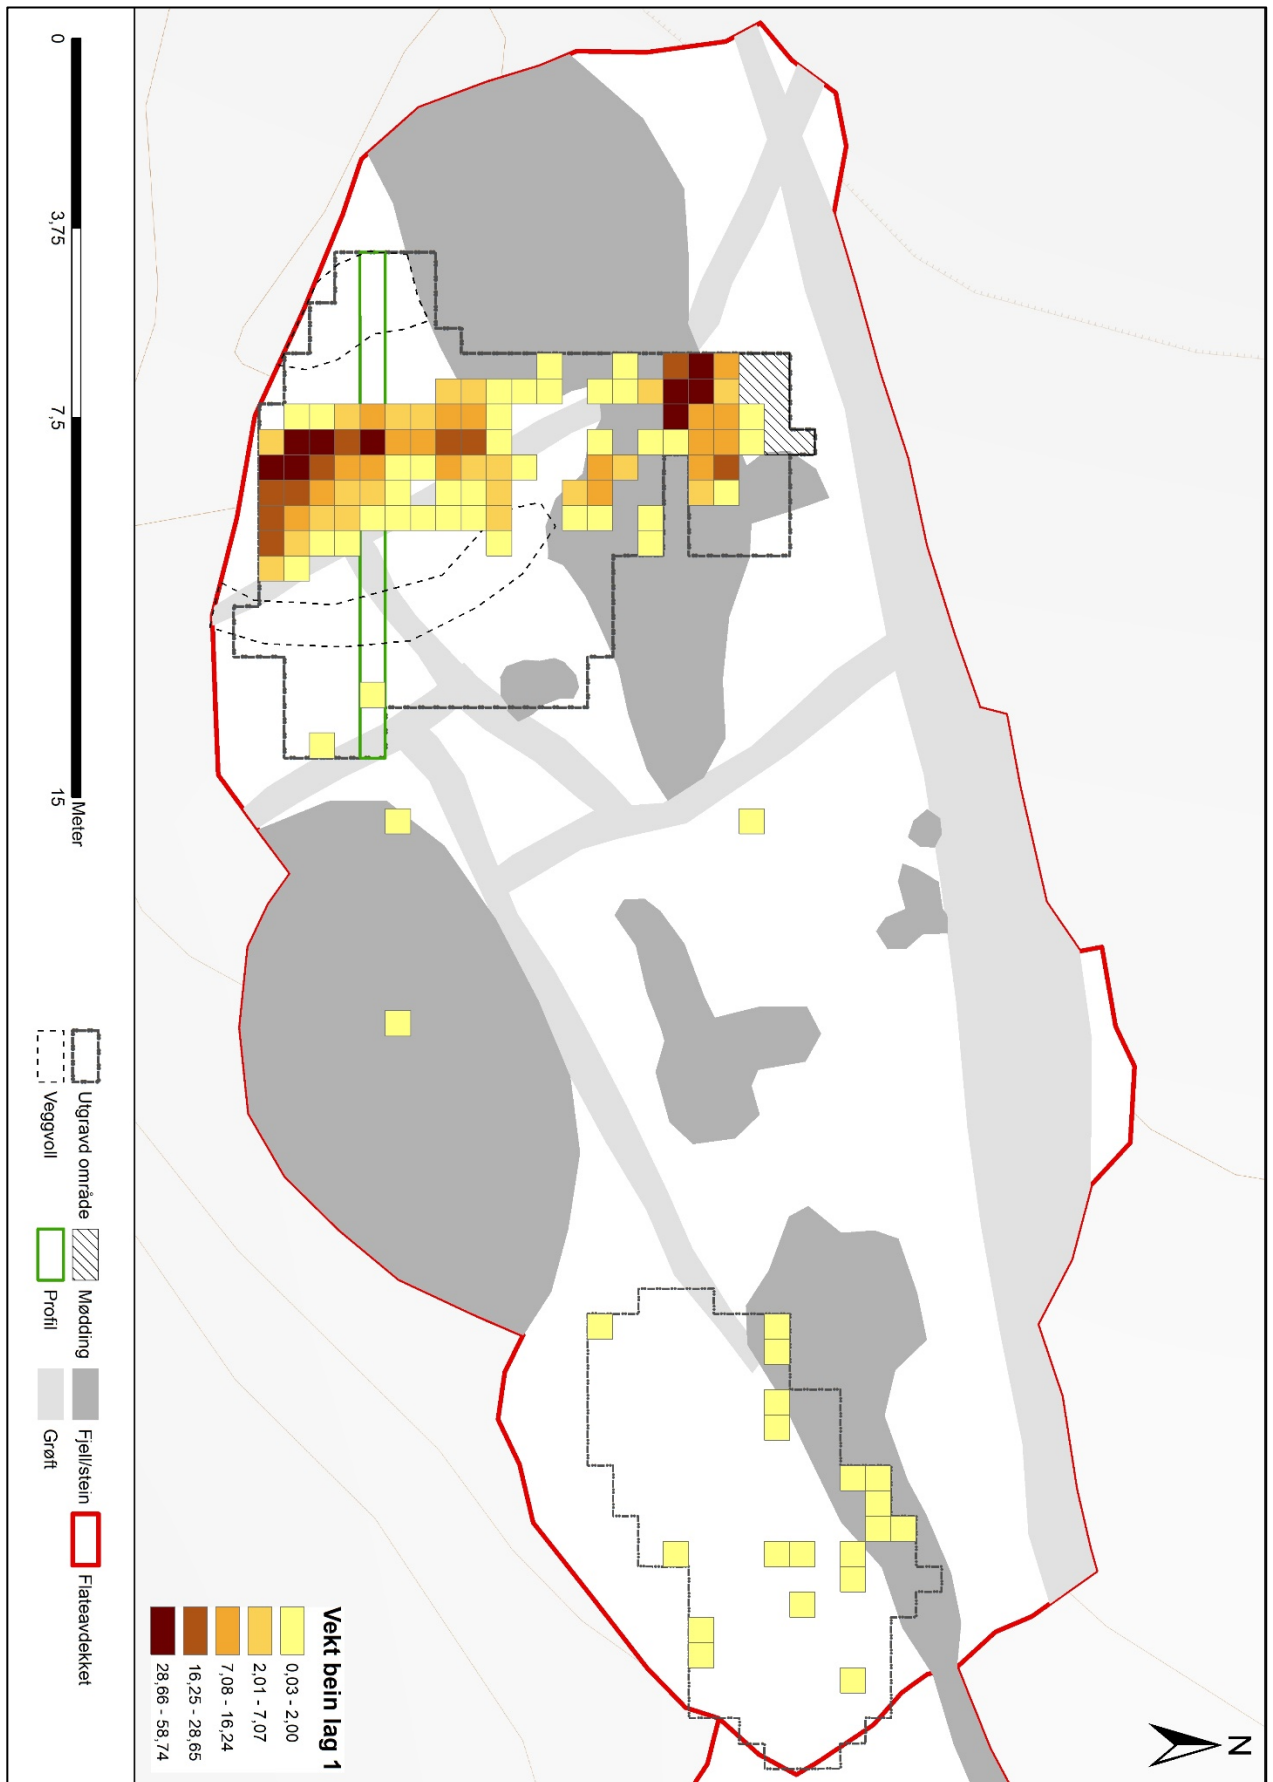 N
Vekt bein lag 1
0,03 - 2,00
2,01 - 7,07
7,08 - 16,24
16,25 - 28,65
28,66 - 58,74
0 3,75 7,5 15
Meter
Utgravd område Mødding Fjell/stein Flateavdekket
Veggvoll Profil Grøft